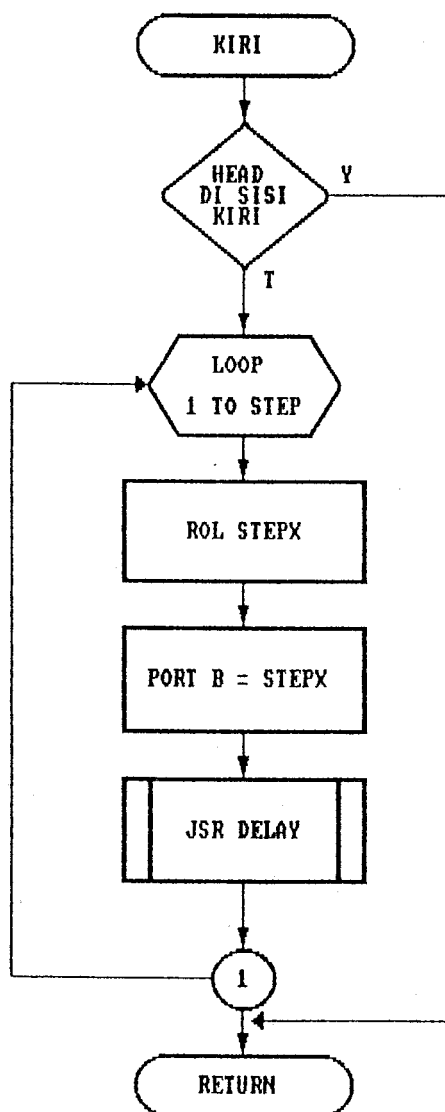 KIRI
HEAD
DI SISI
KIRI
Y
T
LOOP
1 TO STEP
ROL STEPX
PORT B = STEPX
JSR DELAY
1
RETURN